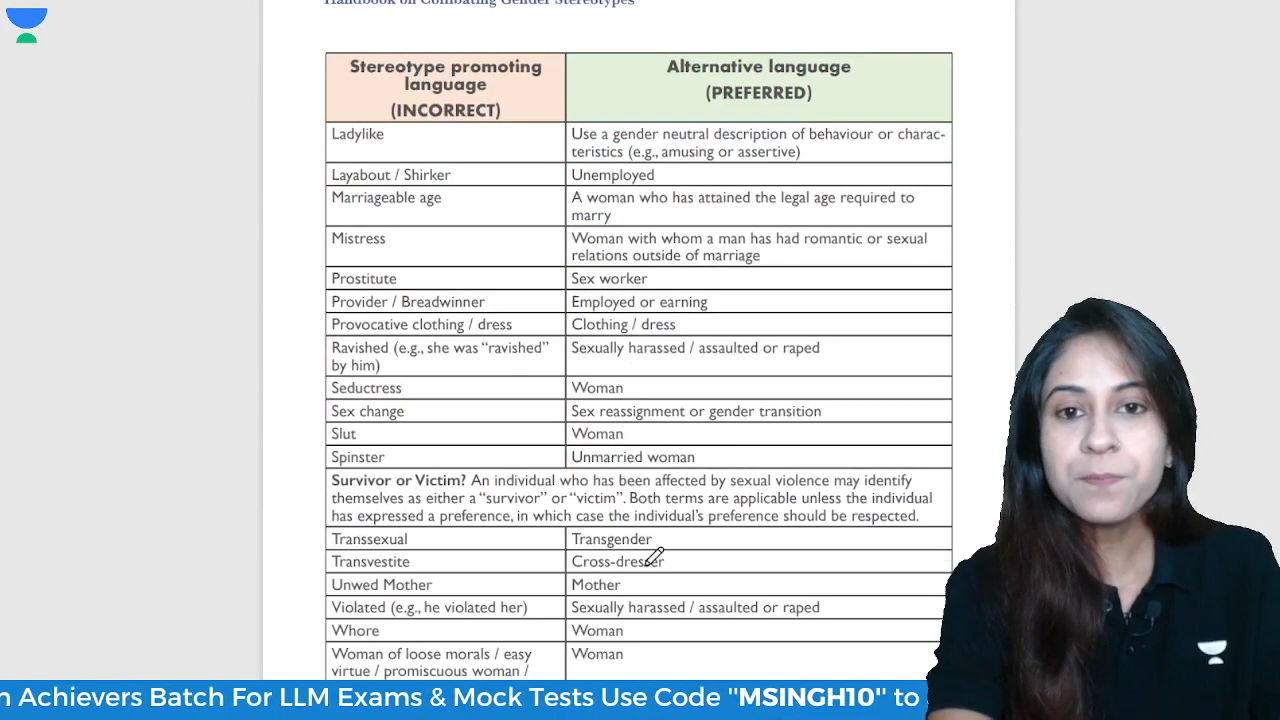 Handbook on Combating Gender Stereotypes
Stereotype promoting
language
(INCORRECT)
Alternative language
(PREFERRED)
Ladylike
Use a gender neutral description of behaviour or charac-
teristics (e.g., amusing or assertive)
Layabout / Shirker
Unemployed
Marriageable age
A woman who has attained the legal age required to
marry
Mistress
Woman with whom a man has had romantic or sexual
relations outside of marriage
Prostitute
Sex worker
Provider / Breadwinner
Employed or earning
Provocative clothing / dress
Clothing / dress
Ravished (e.g., she was “ravished”
by him)
Sexually harassed / assaulted or raped
Seductress
Woman
Sex change
Sex reassignment or gender transition
Slut
Woman
Spinster
Unmarried woman
Survivor or Victim? An individual who has been affected by sexual violence may identify
themselves as either a “survivor” or “victim”. Both terms are applicable unless the individual
has expressed a preference, in which case the individual’s preference should be respected.
Transsexual
Transgender
Transvestite
Cross-dresser
Unwed Mother
Mother
Violated (e.g., he violated her)
Sexually harassed / assaulted or raped
Whore
Woman
Woman of loose morals / easy
virtue / promiscuous woman /
Woman
Achievers Batch For LLM Exams & Mock Tests Use Code "MSINGH10" to